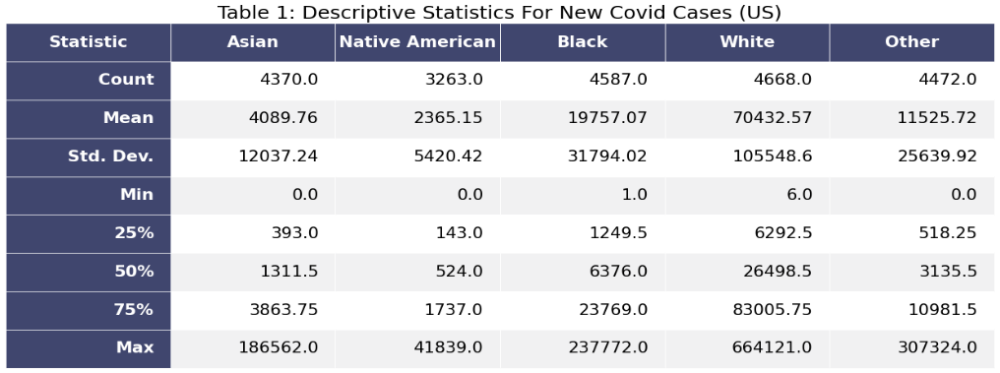 Table 1: Descriptive Statistics For New Covid Cases (US)
Statistic Asian Native American Black White Other
Count 4370.0 3263.0 4587.0 4668.0 4472.0
Mean 4089.76 2365.15 19757.07 70432.57 11525.72
Std. Dev. 12037.24 5420.42 31794.02 105548.6 25639.92
Min 0.0 0.0 1.0 6.0 0.0
25% 393.0 143.0 1249.5 6292.5 518.25
50% 1311.5 524.0 6376.0 26498.5 3135.5
75% 3863.75 1737.0 23769.0 83005.75 10981.5
Max 186562.0 41839.0 237772.0 664121.0 307324.0